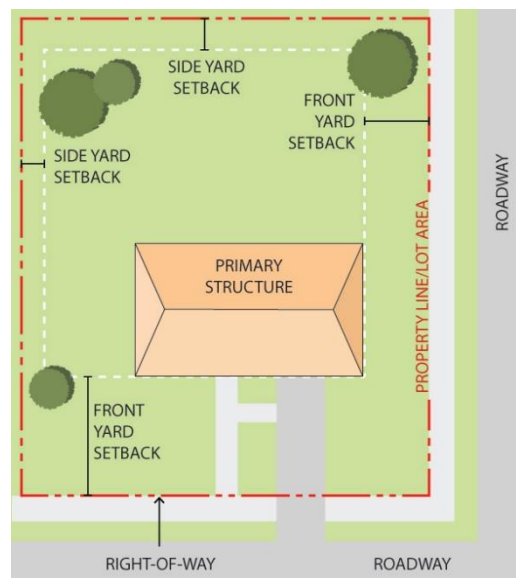 SIDE YARD
SETBACK
FRONT
YARD
SETBACK
SIDE YARD
SETBACK
ROADWAY
PRIMARY
STRUCTURE
PROPERTY LINE/LOT AREA
FRONT
YARD
SETBACK
RIGHT-OF-WAY
ROADWAY